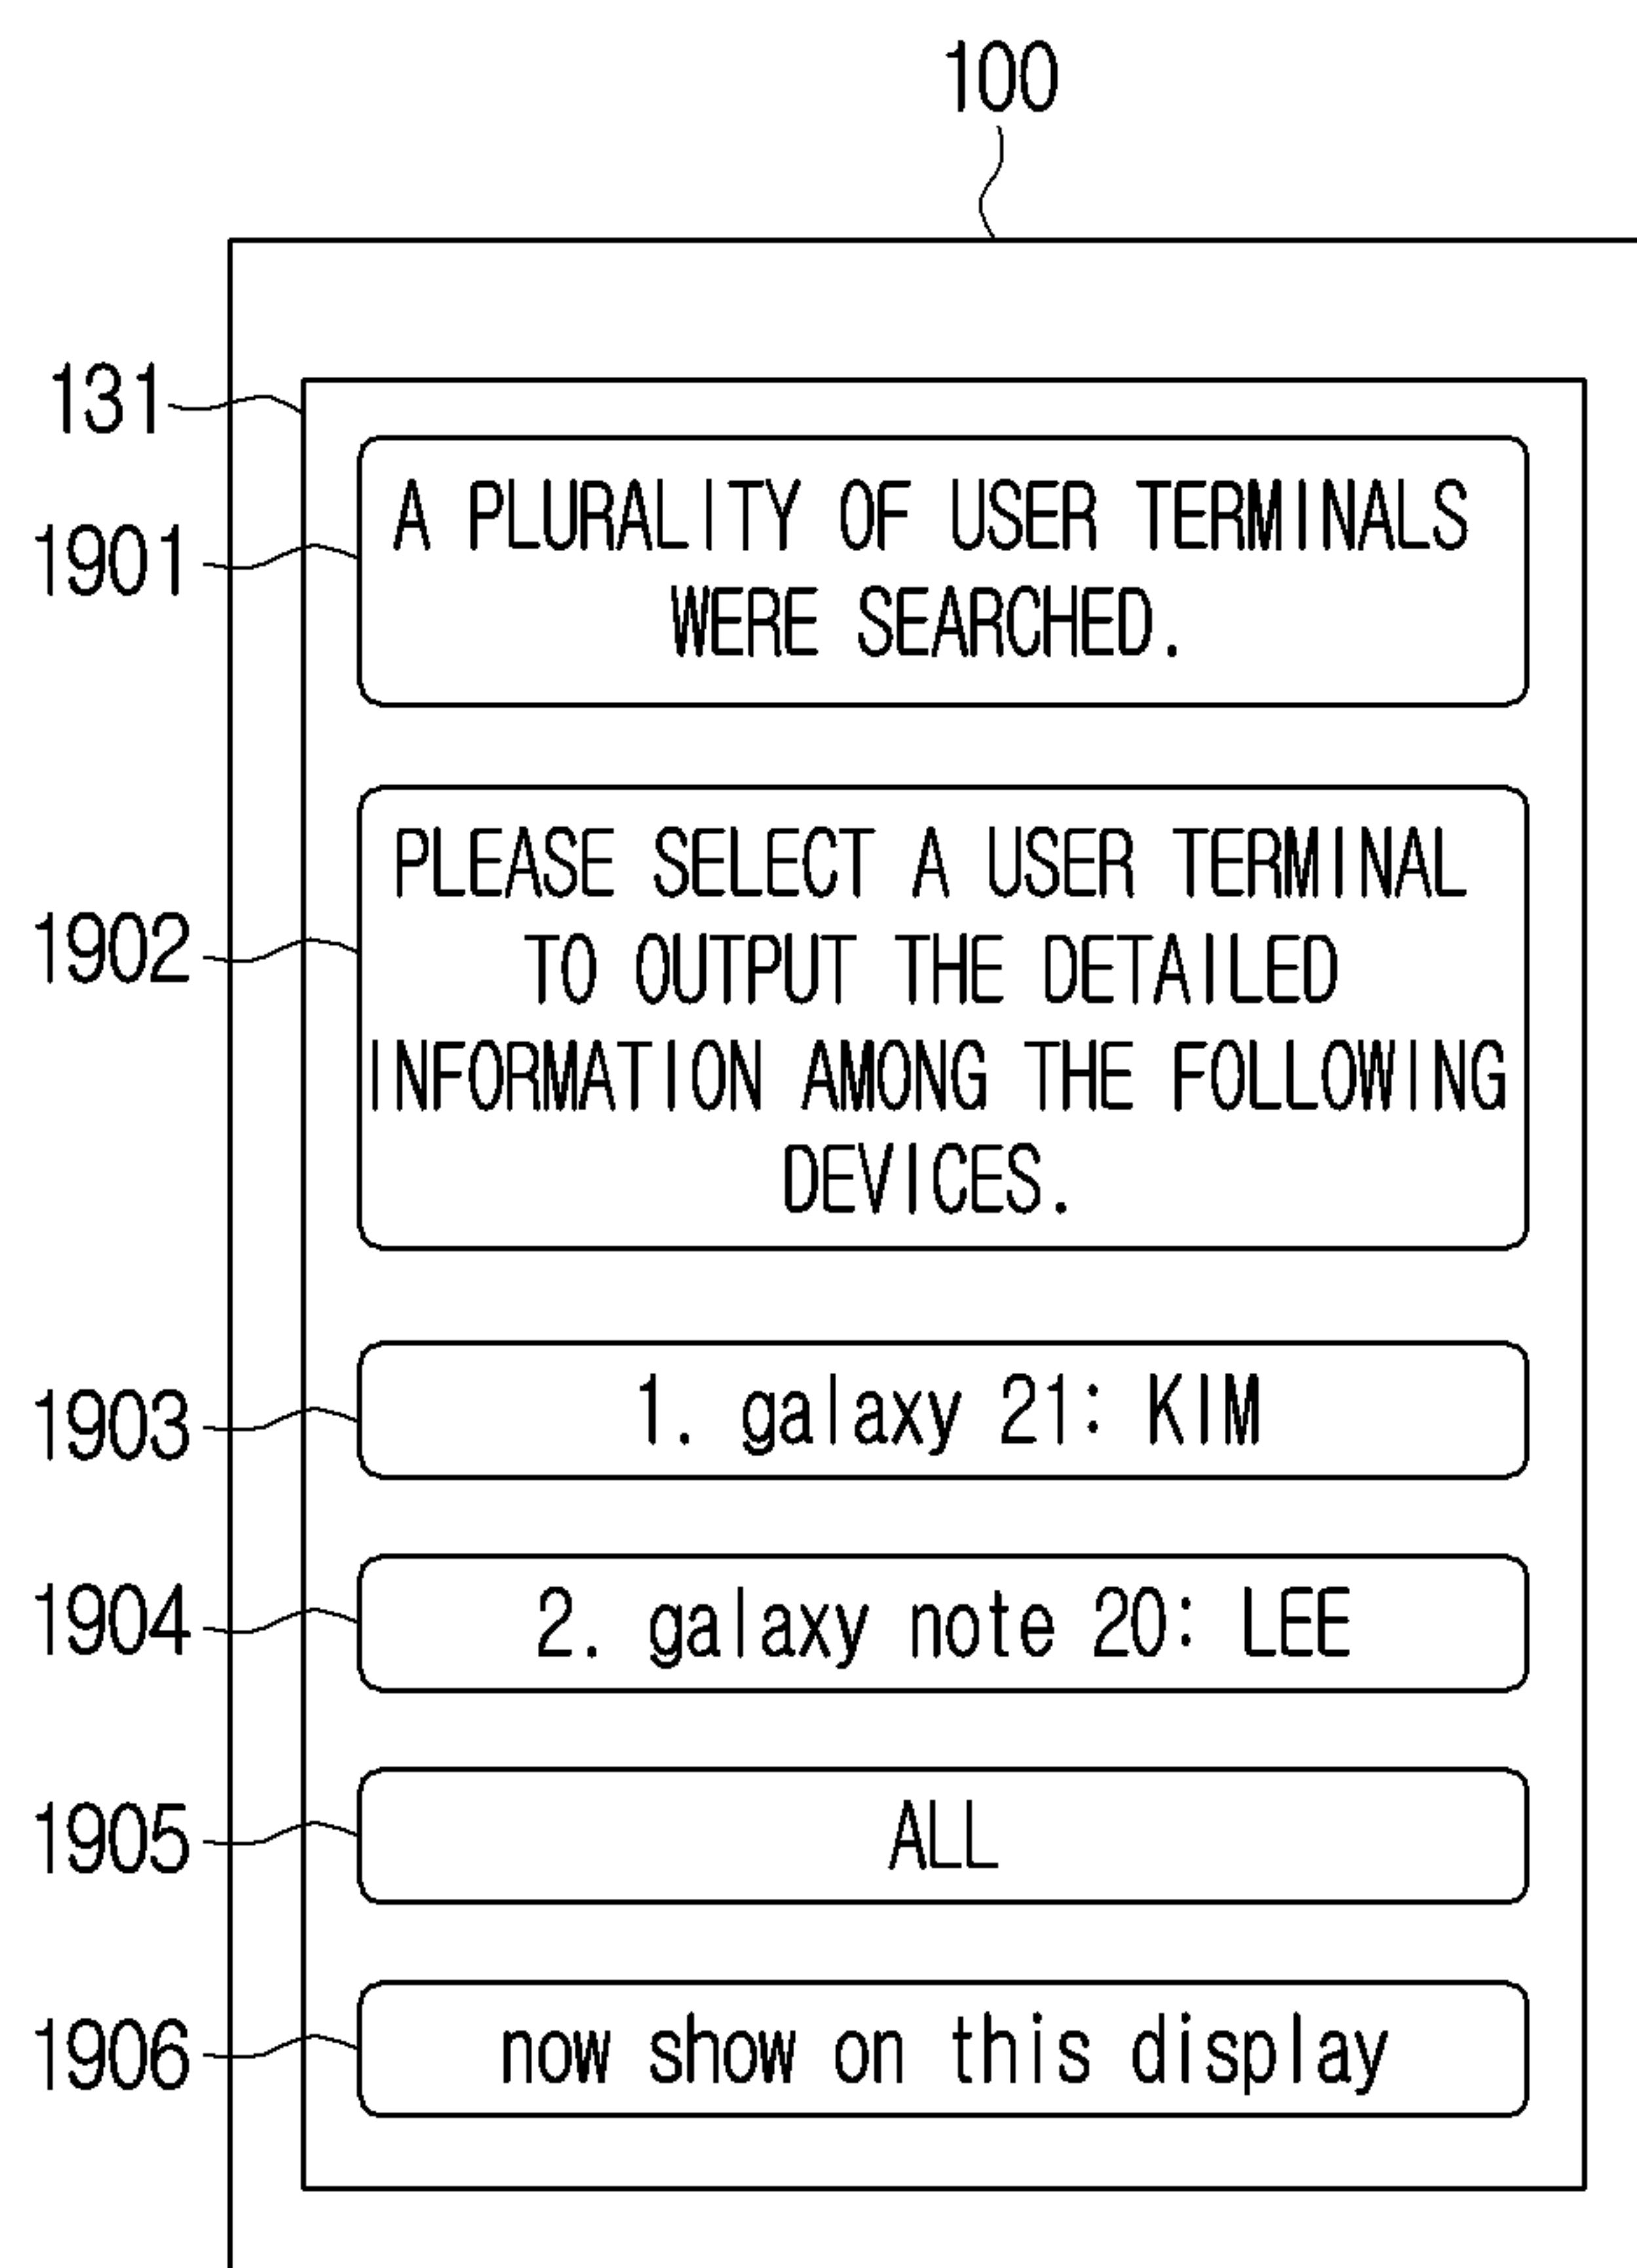 100
131
A PLURALITY OF USER TERMINALS
WERE SEARCHED.
1901
PLEASE SELECT A USER TERMINAL
TO OUTPUT THE DETAILED
INFORMATION AMONG THE FOLLOWING
DEVICES.
1902
1903
1. galaxy 21: KIM
1904
2. galaxy note 20: LEE
1905
ALL
1906
now show on this display